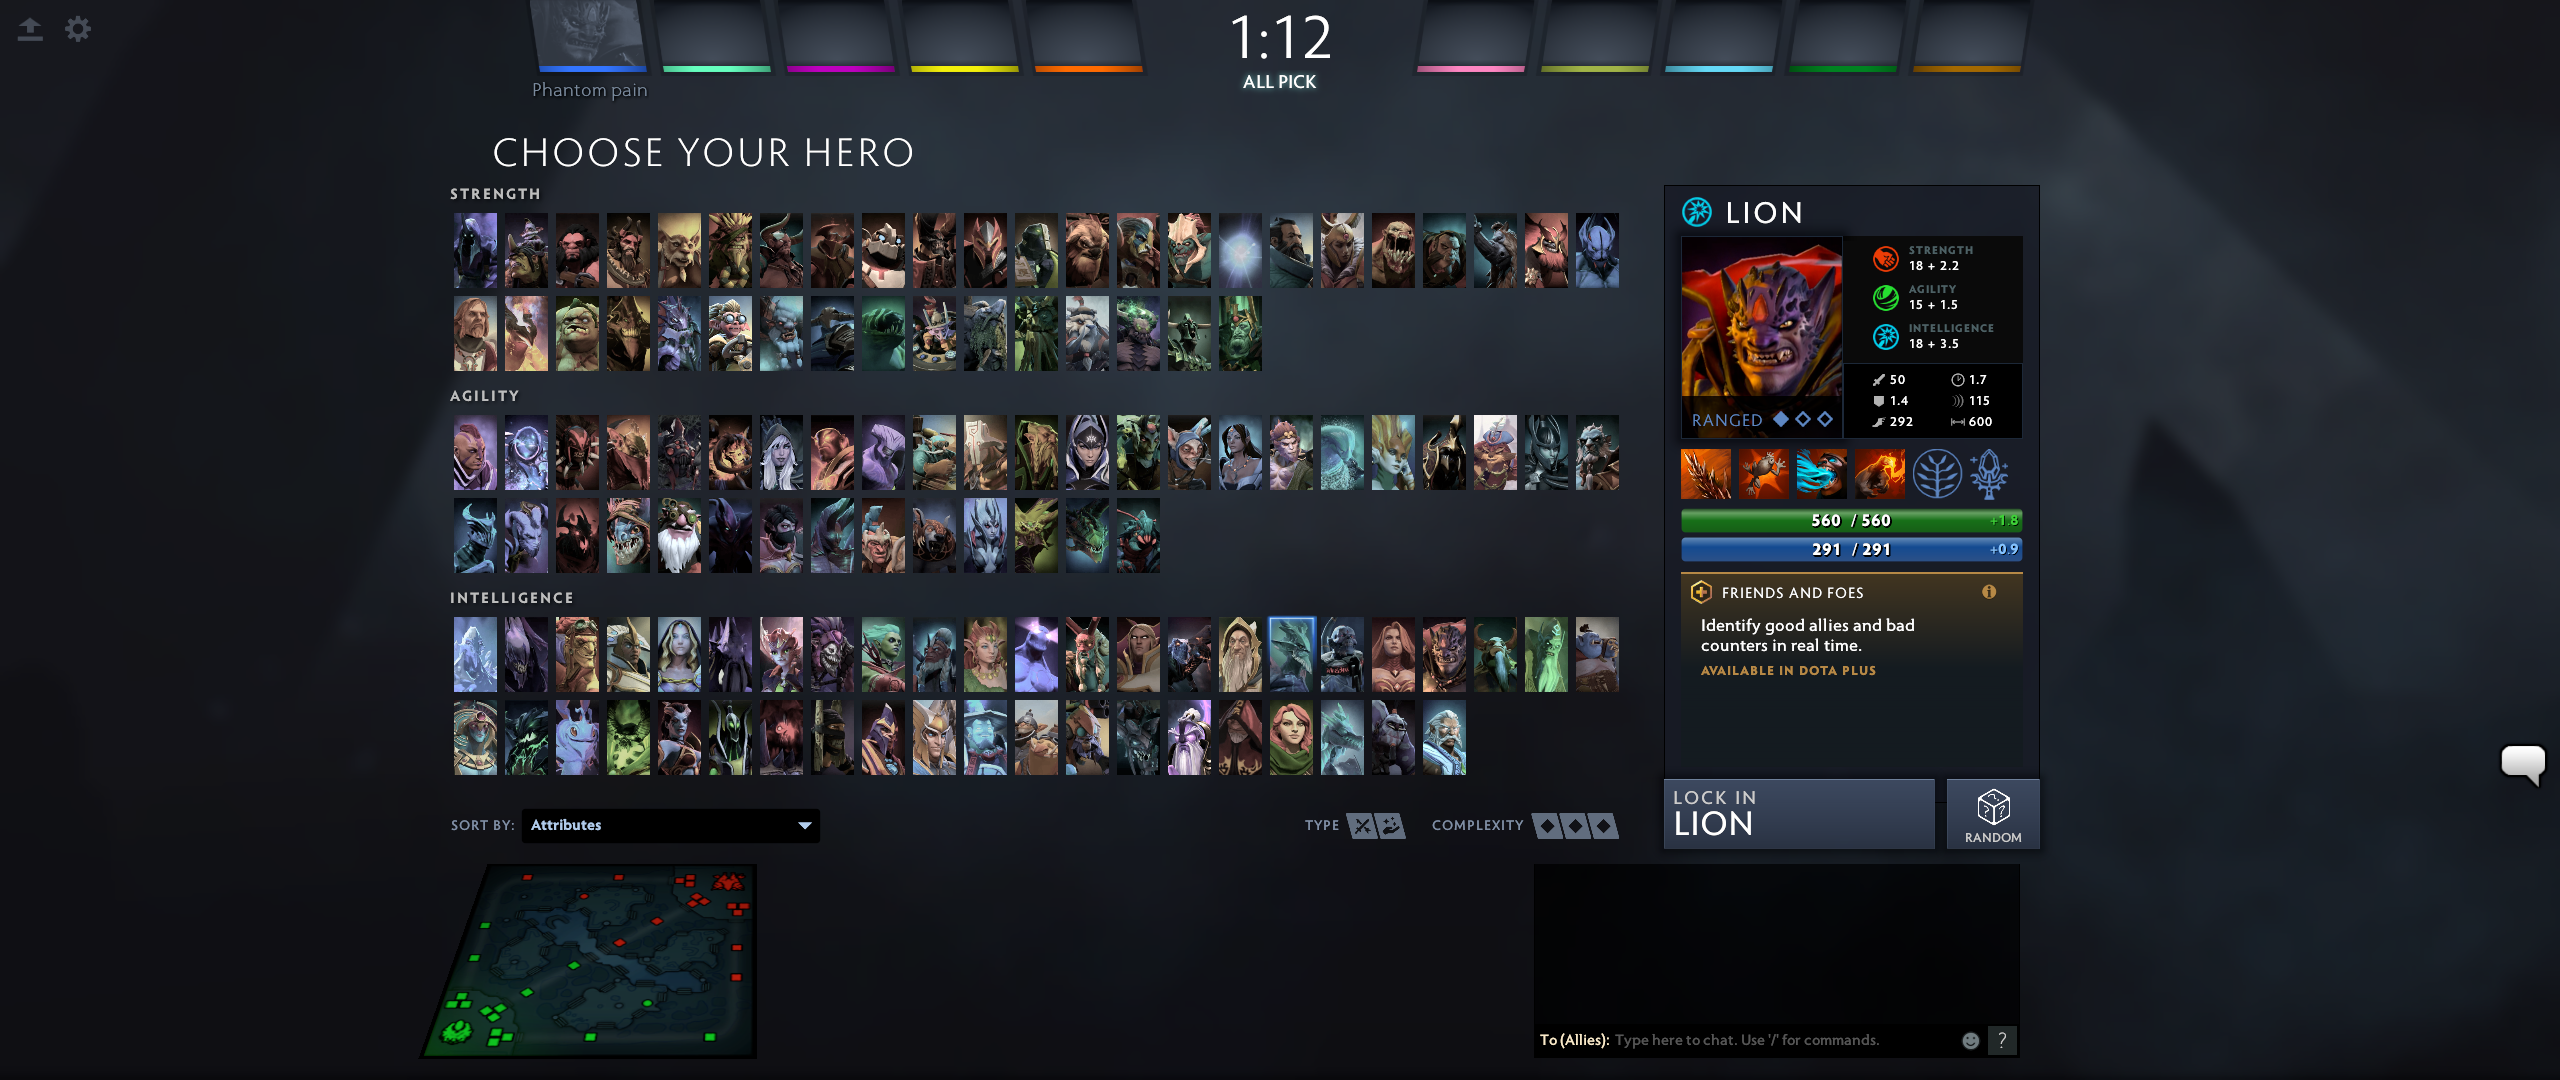 1:12
ALL PICK
Phantom pain
CHOOSE YOUR HERO
STRENGTH
AGILITY
INTELLIGENCE
LION
STRENGTH
18 + 2.2
AGILITY
15 + 1.5
INTELLIGENCE
18 + 3.5
50 1.7
1.4 115
292 600
RANGED
560 / 560 +1.8
291 / 291 +0.9
FRIENDS AND FOES
Identify good allies and bad
counters in real time.
AVAILABLE IN DOTA PLUS
LOCK IN
LION
RANDOM
SORT BY: Attributes
TYPE COMPLEXITY
To (Allies): Type here to chat. Use '/' for commands. ?